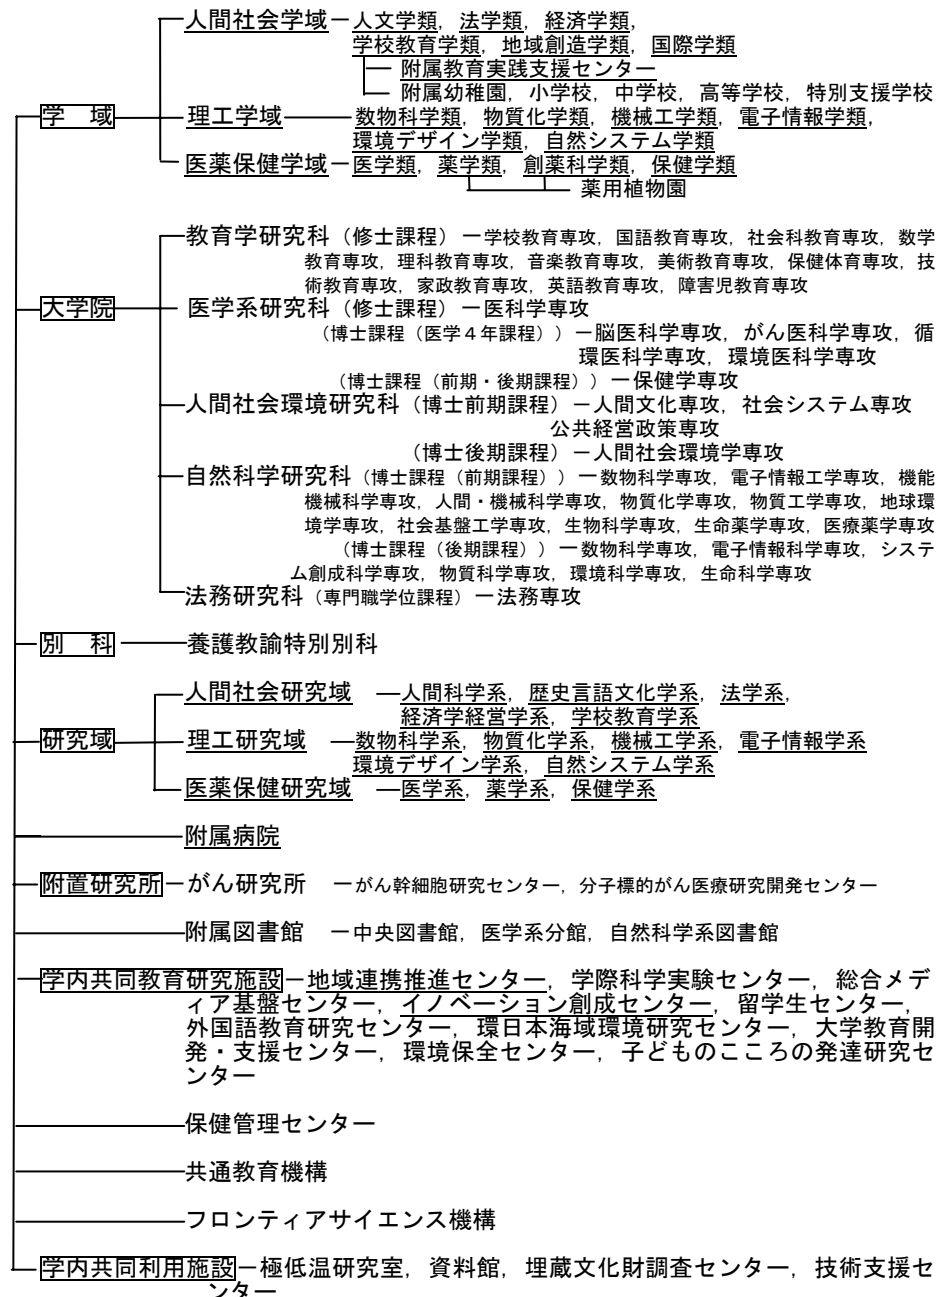 人間社会学域－人文学類，法学類，経済学類，
学校教育学類，地域創造学類，国際学類
附属教育実践支援センター
附属幼稚園，小学校，中学校，高等学校，特別支援学校
学　域　理工学域　数物科学類，物質化学類，機械工学類，電子情報学類，
環境デザイン学類，自然システム学類
医薬保健学域－医学類，薬学類，創薬科学類，保健学類
薬用植物園
教育学研究科（修士課程）－学校教育専攻，国語教育専攻，社会科教育専攻，数学
教育専攻，理科教育専攻，音楽教育専攻，美術教育専攻，保健体育専攻，技
術教育専攻，家政教育専攻，英語教育専攻，障害児教育専攻
大学院　医学系研究科（修士課程）－医科学専攻
（博士課程（医学４年課程））－脳医科学専攻，がん医科学専攻，循
環医科学専攻，環境医科学専攻
（博士課程（前期・後期課程））－保健学専攻
人間社会環境研究科（博士前期課程）－人間文化専攻，社会システム専攻
公共経営政策専攻
（博士後期課程）－人間社会環境学専攻
自然科学研究科（博士課程（前期課程））－数物科学専攻，電子情報工学専攻，機能
機械科学専攻，人間・機械科学専攻，物質化学専攻，物質工学専攻，地球環
境学専攻，社会基盤工学専攻，生物科学専攻，生命薬学専攻，医療薬学専攻
（博士課程（後期課程））－数物科学専攻，電子情報科学専攻，システ
ム創成科学専攻，物質科学専攻，環境科学専攻，生命科学専攻
法務研究科（専門職学位課程）－法務専攻
別　科　養護教諭特別別科
人間社会研究域　－人間科学系，歴史言語文化学系，法学系，
経済学経営学系，学校教育学系
研究域　理工研究域　－数物科学系，物質化学系，機械工学系，電子情報学系
環境デザイン学系，自然システム学系
医薬保健研究域　－医学系，薬学系，保健学系
附属病院
附置研究所－がん研究所　－がん幹細胞研究センター，分子標的がん医療研究開発センター
附属図書館　－中央図書館，医学系分館，自然科学系図書館
学内共同教育研究施設－地域連携推進センター，学際科学実験センター，総合メデ
ィア基盤センター，イノベーション創成センター，留学生センター，
外国語教育研究センター，環日本海域環境研究センター，大学教育開
発・支援センター，環境保全センター，子どものこころの発達研究セ
ンター
保健管理センター
共通教育機構
フロンティアサイエンス機構
学内共同利用施設－極低温研究室，資料館，埋蔵文化財調査センター，技術支援セ
ンター